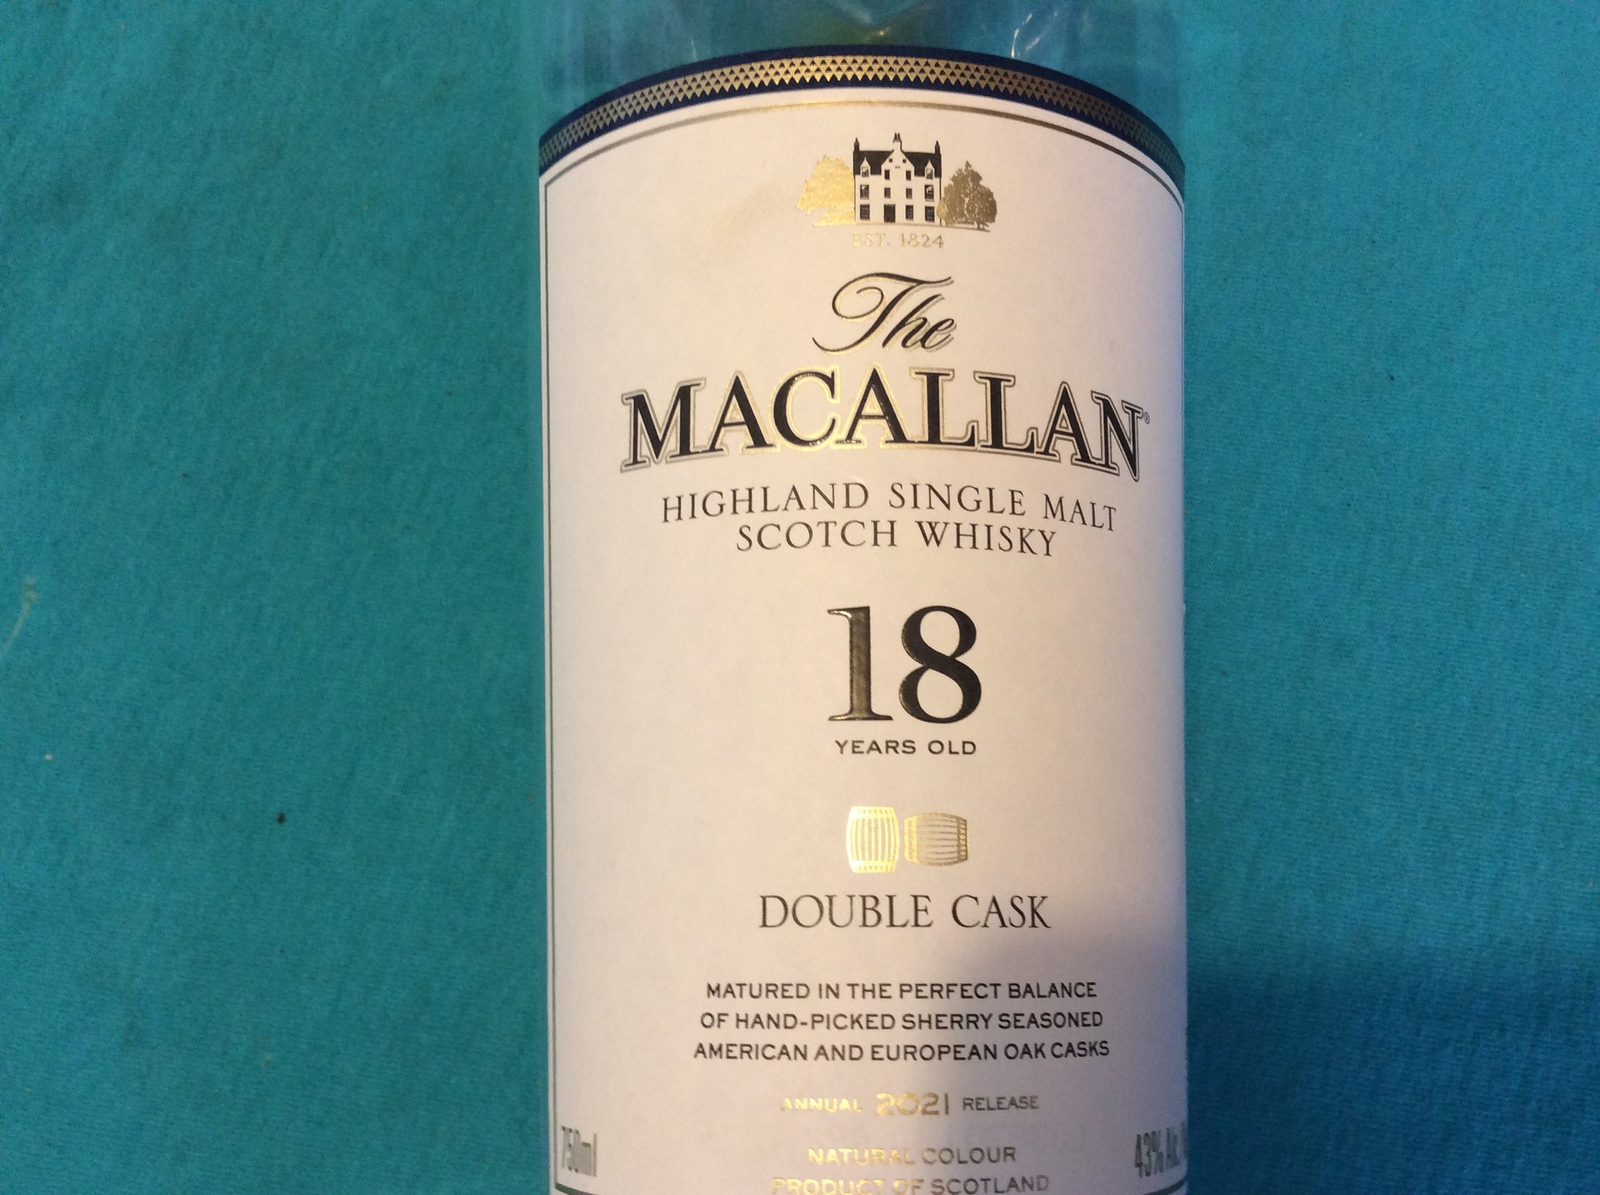 EST. 1824
The
MACALLAN®
HIGHLAND SINGLE MALT
SCOTCH WHISKY
18
YEARS OLD
DOUBLE CASK
MATURED IN THE PERFECT BALANCE
OF HAND-PICKED SHERRY SEASONED
AMERICAN AND EUROPEAN OAK CASKS
ANNUAL 2021 RELEASE
750ml
NATURAL COLOUR
43% Alc.
PRODUCT OF SCOTLAND